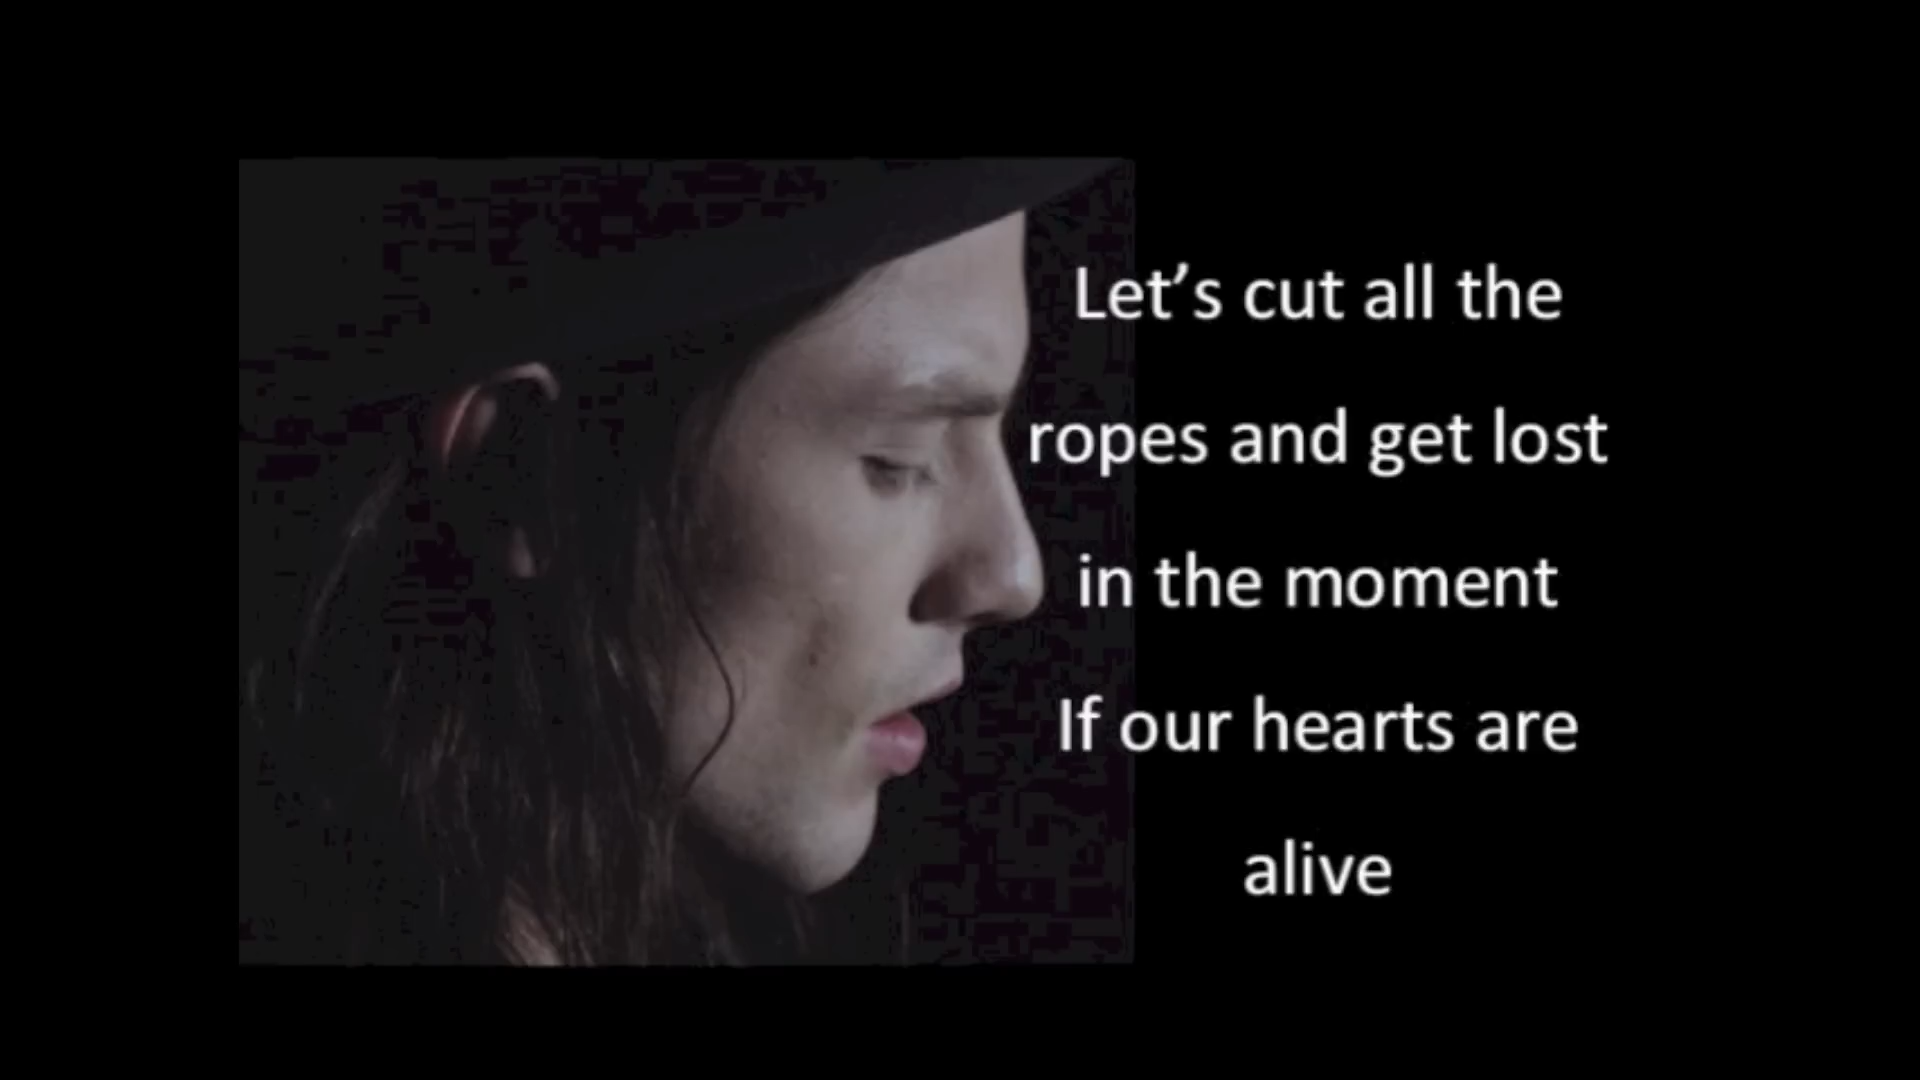 Let’s cut all the
ropes and get lost
in the moment
If our hearts are
alive